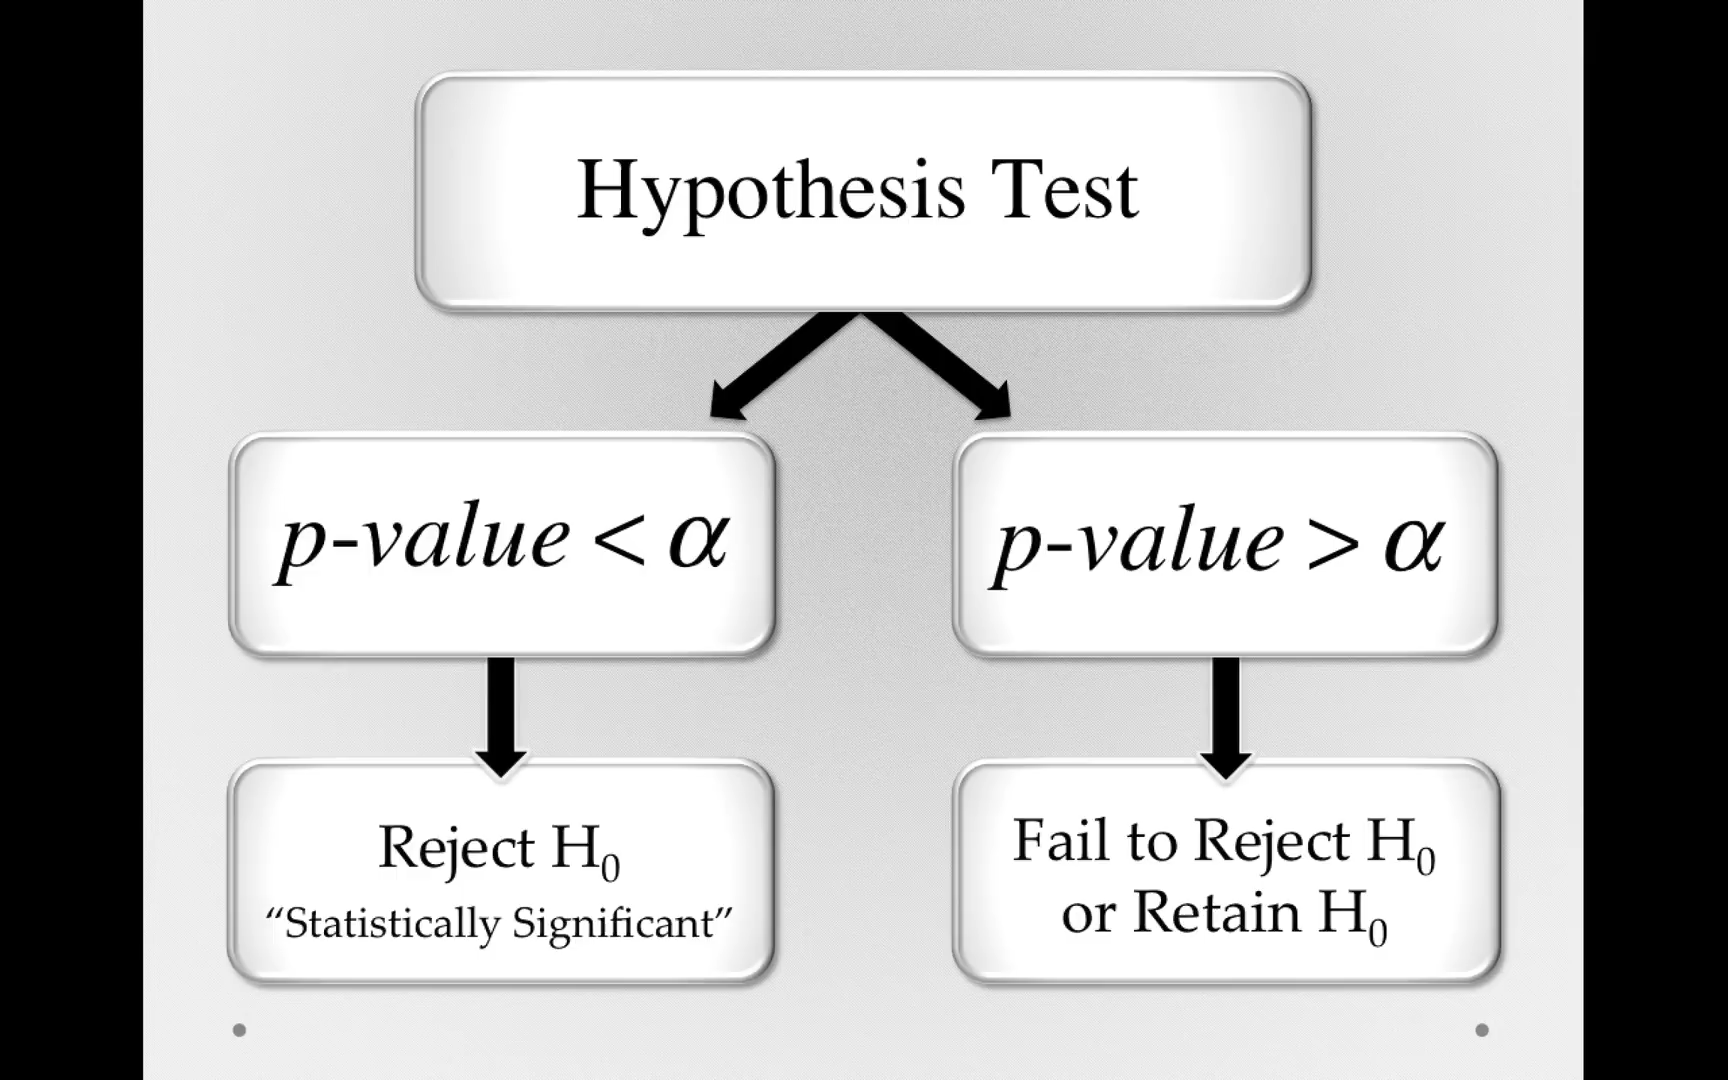 Hypothesis Test
p-value < α
p-value > α
Reject H₀
“Statistically Significant”
Fail to Reject H₀
or Retain H₀